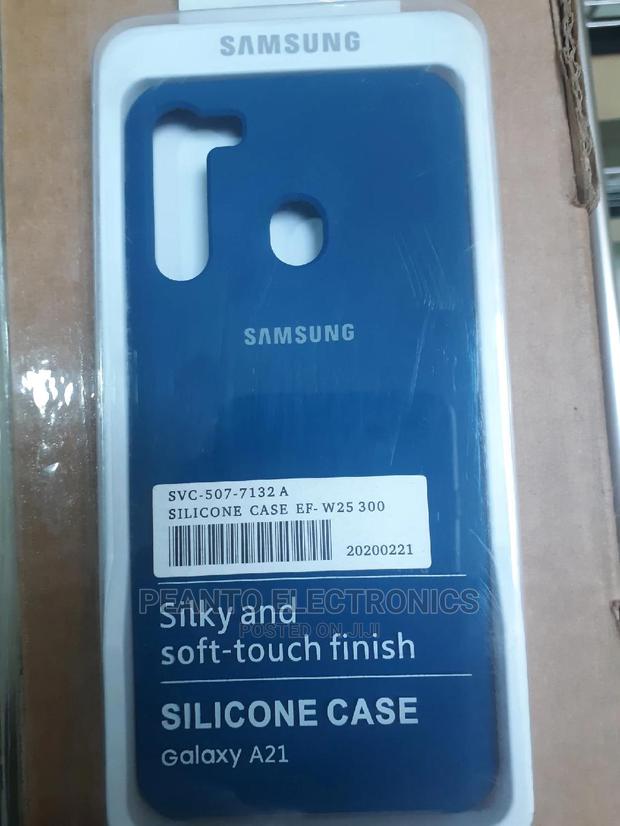 SAMSUNG
SAMSUNG
SVC-507-7132 A
SILICONE CASE EF- W25 300
20200221
PEANTO ELECTRONICS
Silky and
POSTED ON JIJI
soft-touch finish
SILICONE CASE
Galaxy A21